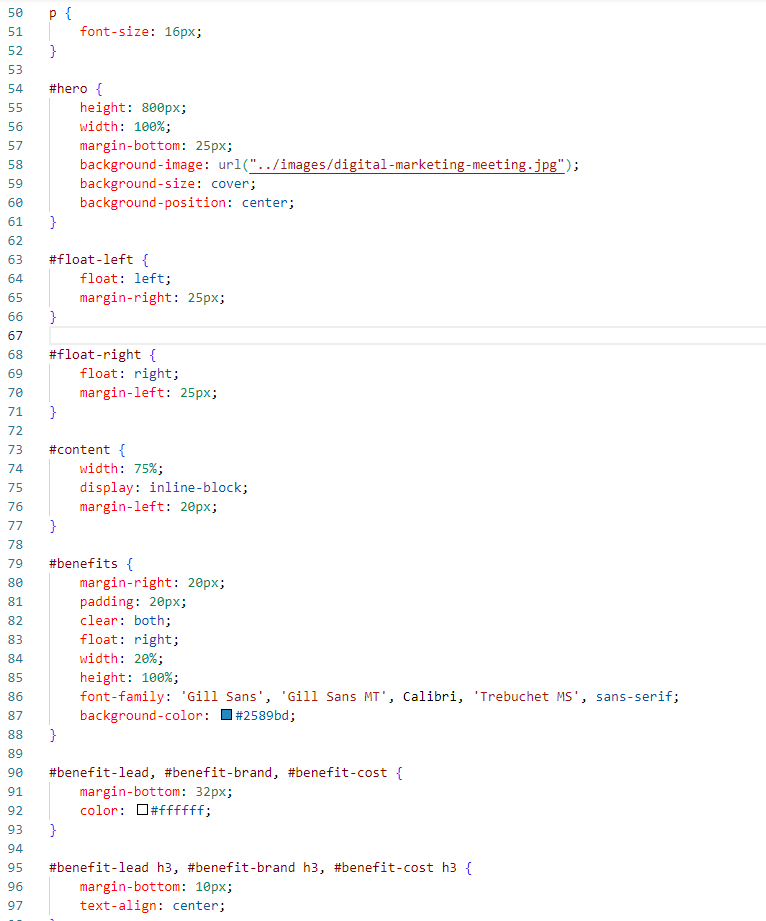 50 p {
51     font-size: 16px;
52 }
53
54 #hero {
55     height: 800px;
56     width: 100%;
57     margin-bottom: 25px;
58     background-image: url("../images/digital-marketing-meeting.jpg");
59     background-size: cover;
60     background-position: center;
61 }
62
63 #float-left {
64     float: left;
65     margin-right: 25px;
66 }
67
68 #float-right {
69     float: right;
70     margin-left: 25px;
71 }
72
73 #content {
74     width: 75%;
75     display: inline-block;
76     margin-left: 20px;
77 }
78
79 #benefits {
80     margin-right: 20px;
81     padding: 20px;
82     clear: both;
83     float: right;
84     width: 20%;
85     height: 100%;
86     font-family: 'Gill Sans', 'Gill Sans MT', Calibri, 'Trebuchet MS', sans-serif;
87     background-color: #2589bd;
88 }
89
90 #benefit-lead, #benefit-brand, #benefit-cost {
91     margin-bottom: 32px;
92     color: #ffffff;
93 }
94
95 #benefit-lead h3, #benefit-brand h3, #benefit-cost h3 {
96     margin-bottom: 10px;
97     text-align: center;